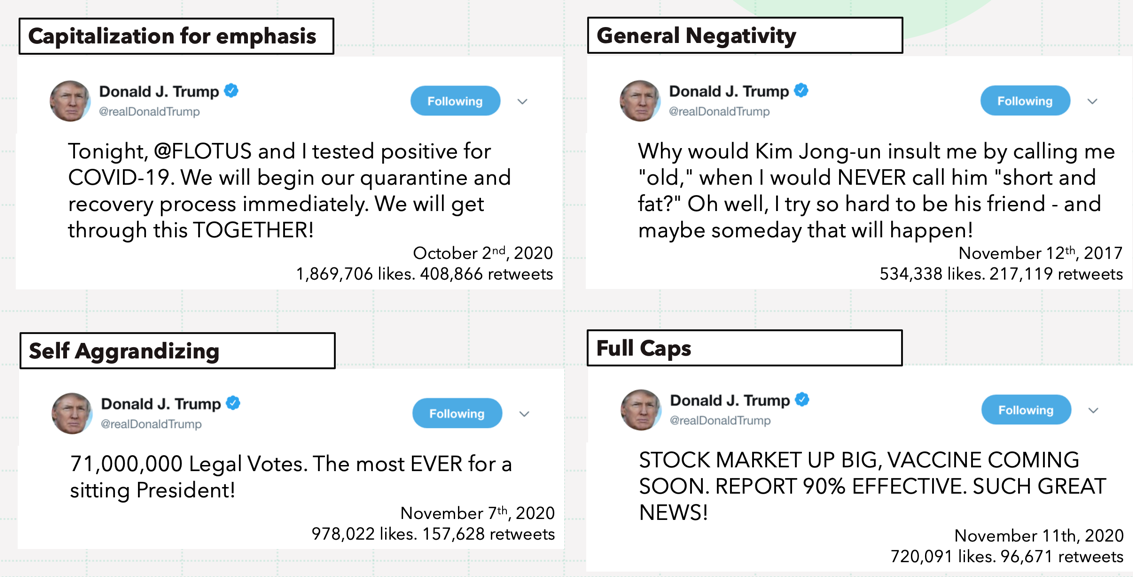 Capitalization for emphasis
Donald J. Trump
@realDonaldTrump
Following
Tonight, @FLOTUS and I tested positive for
COVID-19. We will begin our quarantine and
recovery process immediately. We will get
through this TOGETHER!
October 2nd, 2020
1,869,706 likes. 408,866 retweets
General Negativity
Donald J. Trump
@realDonaldTrump
Following
Why would Kim Jong-un insult me by calling me
"old," when I would NEVER call him "short and
fat?" Oh well, I try so hard to be his friend - and
maybe someday that will happen!
November 12th, 2017
534,338 likes. 217,119 retweets
Self Aggrandizing
Donald J. Trump
@realDonaldTrump
Following
71,000,000 Legal Votes. The most EVER for a
sitting President!
November 7th, 2020
978,022 likes. 157,628 retweets
Full Caps
Donald J. Trump
@realDonaldTrump
Following
STOCK MARKET UP BIG, VACCINE COMING
SOON. REPORT 90% EFFECTIVE. SUCH GREAT
NEWS!
November 11th, 2020
720,091 likes. 96,671 retweets